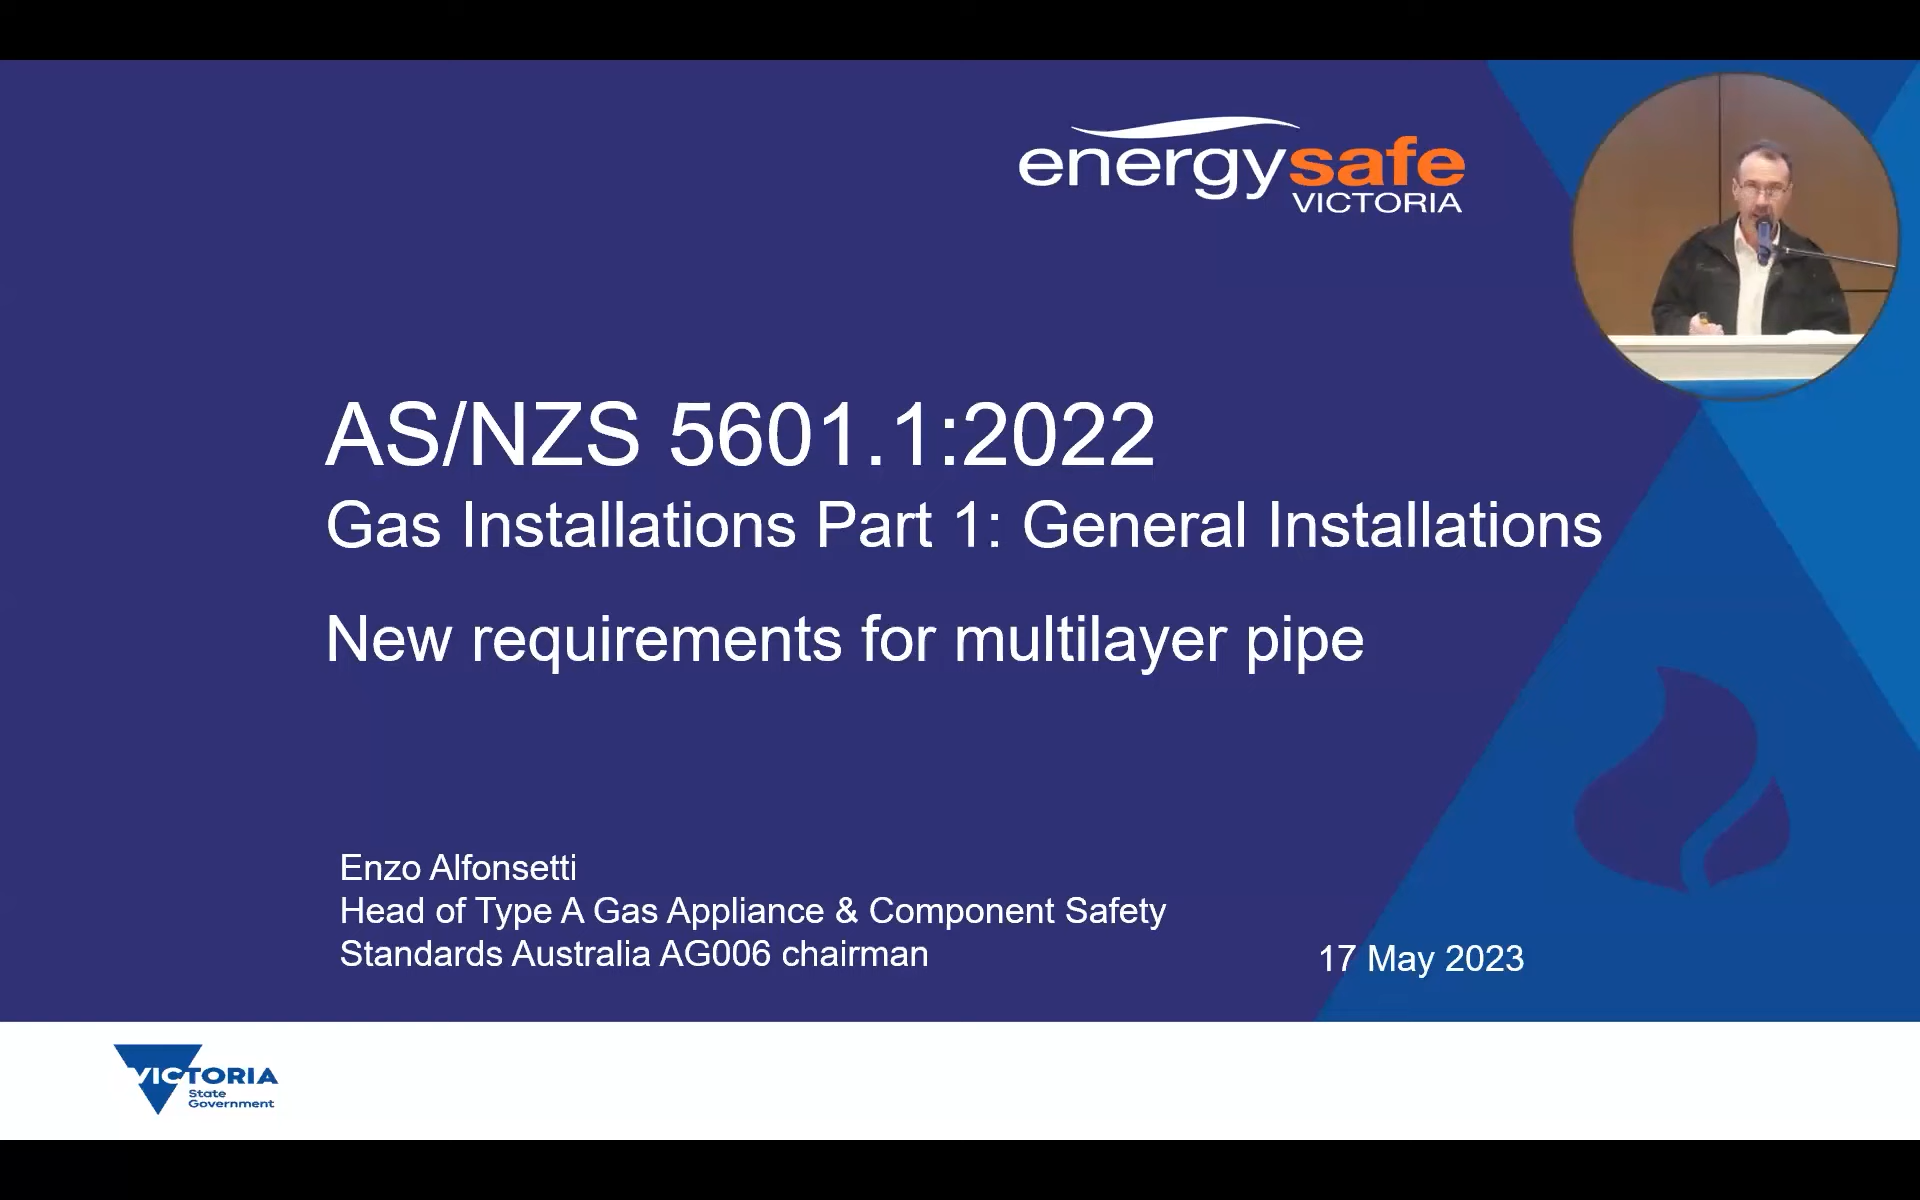 energysafe
VICTORIA
AS/NZS 5601.1:2022
Gas Installations Part 1: General Installations
New requirements for multilayer pipe
Enzo Alfonsetti
Head of Type A Gas Appliance & Component Safety
Standards Australia AG006 chairman
17 May 2023
VICTORIA
State
Government